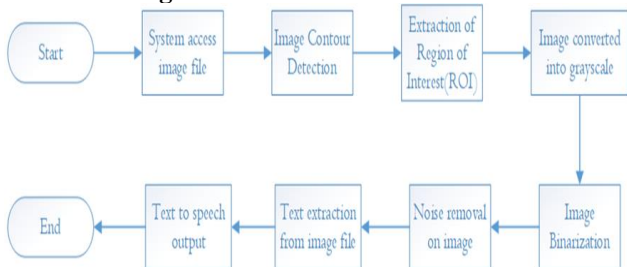 Start
System access
image file
Image Contour
Detection
Extraction of
Region of
Interest(ROI)
Image converted
into grayscale
Image
Binarization
Noise removal
on image
Text extraction
from image file
Text to speech
output
End